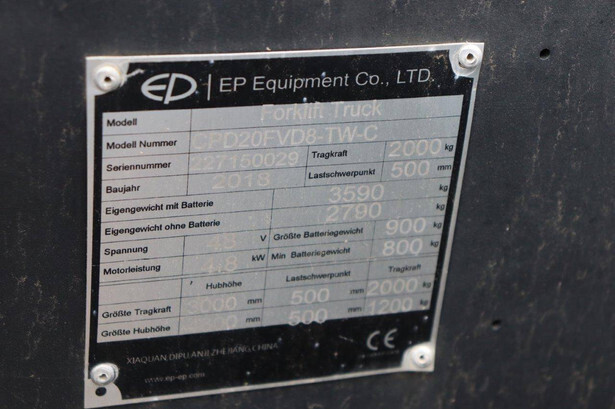 EP | EP Equipment Co., LTD.
Modell Forklift Truck
Modell Nummer CPD20FVD8-TW-C
Seriennummer 227150029 Tragkraft 2000 kg
Baujahr 2018 Lastschwerpunkt 500 mm
Eigengewicht mit Batterie 3590 kg
Eigengewicht ohne Batterie 2790 kg
Spannung 48 V Größte Batteriegewicht 900 kg
Motorleistung kW Min Batteriegewicht 800 kg
Hubhöhe Lastschwerpunkt Tragkraft
Größte Tragkraft 3000 mm 500 mm 2000 kg
Größte Hubhöhe mm 500 mm 1200 kg
XIAQUAN,DIPU,ANJI,ZHEJIANG,CHINA
www.ep-ep.com CE